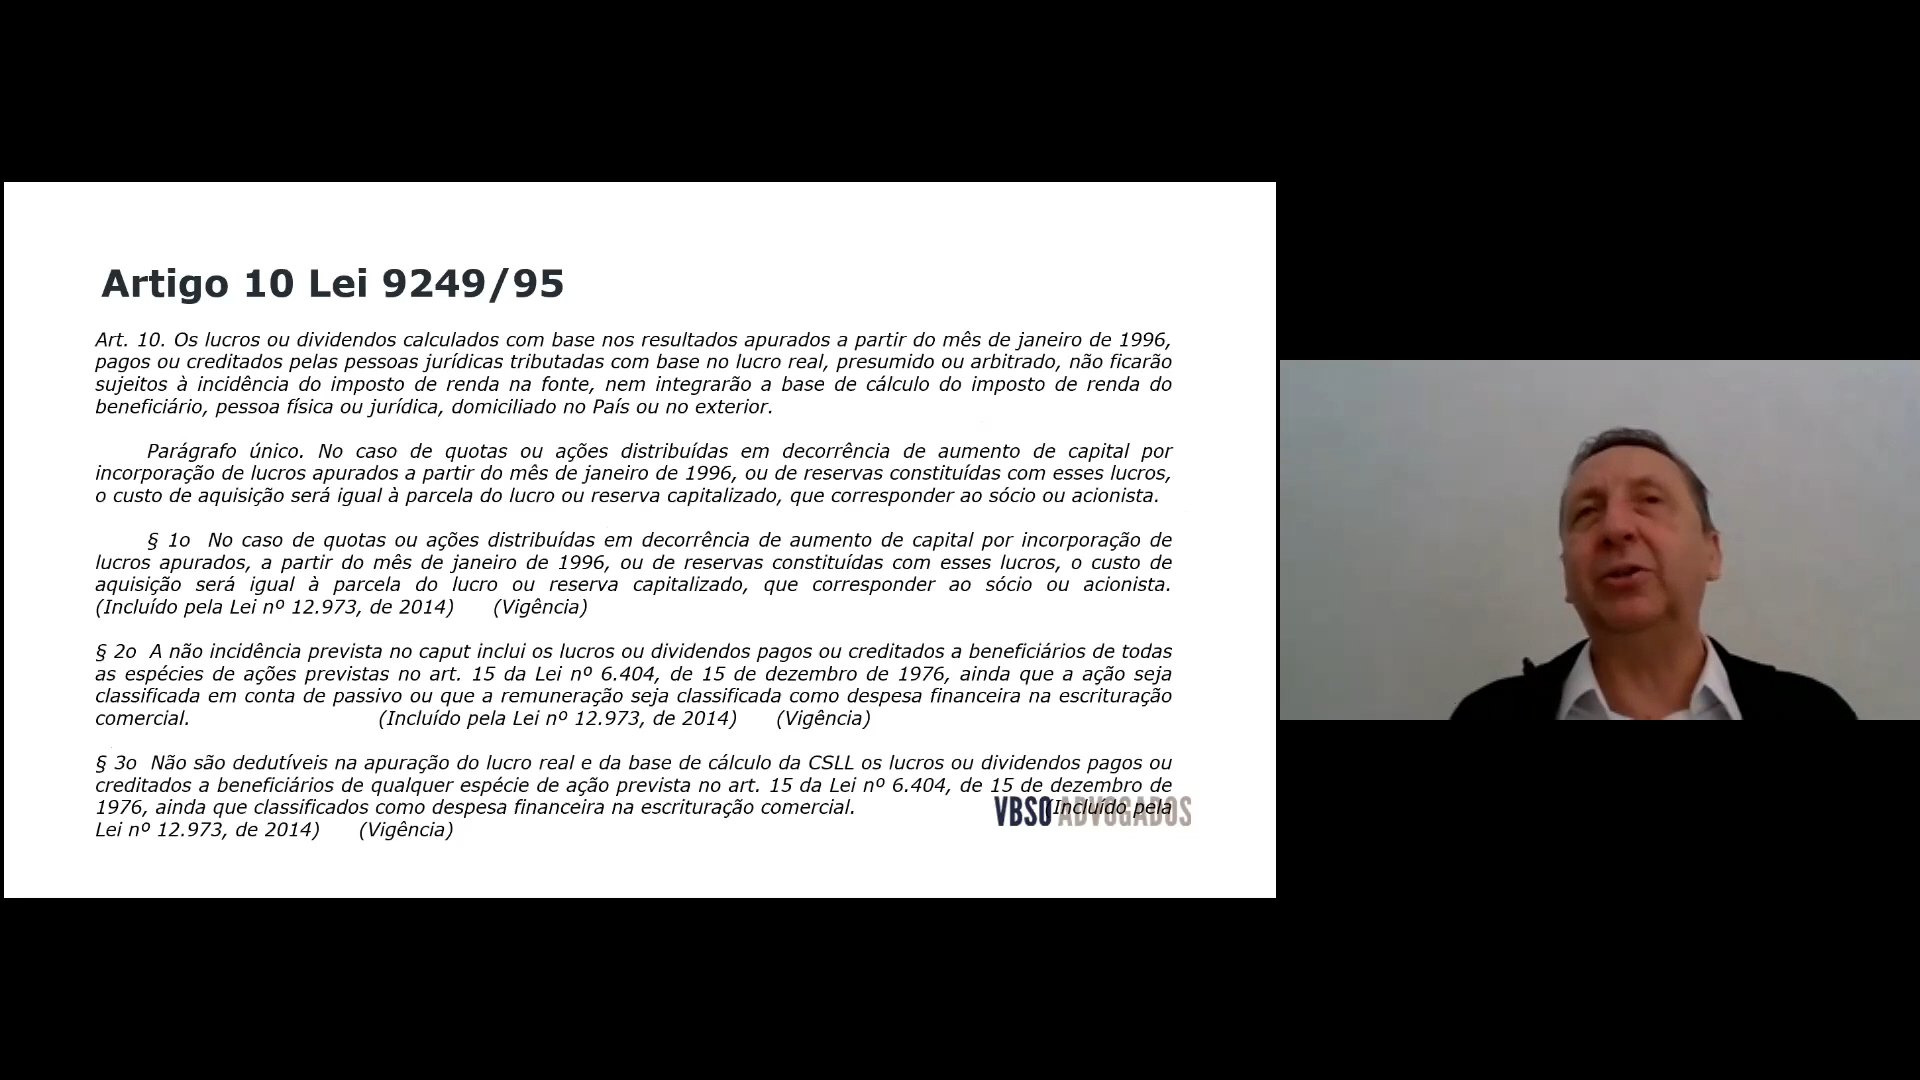 Artigo 10 Lei 9249/95
Art. 10. Os lucros ou dividendos calculados com base nos resultados apurados a partir do mês de janeiro de 1996,
pagos ou creditados pelas pessoas jurídicas tributadas com base no lucro real, presumido ou arbitrado, não ficarão
sujeitos à incidência do imposto de renda na fonte, nem integrarão a base de cálculo do imposto de renda do
beneficiário, pessoa física ou jurídica, domiciliado no País ou no exterior.
Parágrafo único. No caso de quotas ou ações distribuídas em decorrência de aumento de capital por
incorporação de lucros apurados a partir do mês de janeiro de 1996, ou de reservas constituídas com esses lucros,
o custo de aquisição será igual à parcela do lucro ou reserva capitalizado, que corresponder ao sócio ou acionista.
§ 1o No caso de quotas ou ações distribuídas em decorrência de aumento de capital por incorporação de
lucros apurados, a partir do mês de janeiro de 1996, ou de reservas constituídas com esses lucros, o custo de
aquisição será igual à parcela do lucro ou reserva capitalizado, que corresponder ao sócio ou acionista.
(Incluído pela Lei nº 12.973, de 2014) (Vigência)
§ 2o A não incidência prevista no caput inclui os lucros ou dividendos pagos ou creditados a beneficiários de todas
as espécies de ações previstas no art. 15 da Lei nº 6.404, de 15 de dezembro de 1976, ainda que a ação seja
classificada em conta de passivo ou que a remuneração seja classificada como despesa financeira na escrituração
comercial. (Incluído pela Lei nº 12.973, de 2014) (Vigência)
§ 3o Não são dedutíveis na apuração do lucro real e da base de cálculo da CSLL os lucros ou dividendos pagos ou
creditados a beneficiários de qualquer espécie de ação prevista no art. 15 da Lei nº 6.404, de 15 de dezembro de
1976, ainda que classificados como despesa financeira na escrituração comercial. (Incluído pela
Lei nº 12.973, de 2014) (Vigência)
VBSO ADVOGADOS